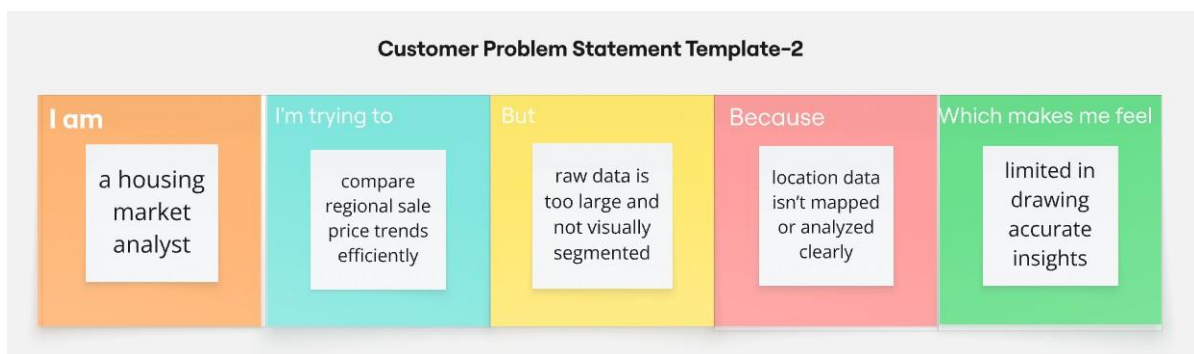 Customer Problem Statement Template-2
I am
a housing
market
analyst
I'm trying to
compare
regional sale
price trends
efficiently
But
raw data is
too large and
not visually
segmented
Because
location data
isn’t mapped
or analyzed
clearly
Which makes me feel
limited in
drawing
accurate
insights